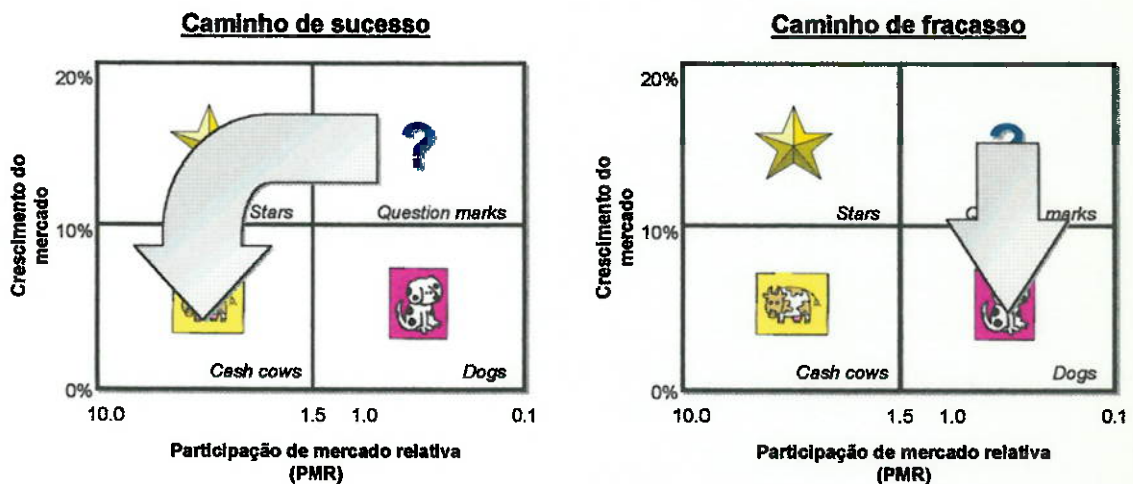 Caminho de sucesso
20%
10%
0%
Crescimento do
mercado
Stars
Question marks
Cash cows
Dogs
10.0 1.5 1.0 0.1
Participação de mercado relativa
(PMR)
Caminho de fracasso
20%
10%
0%
Crescimento do
mercado
Stars
marks
Cash cows
Dogs
10.0 1.5 1.0 0.1
Participação de mercado relativa
(PMR)